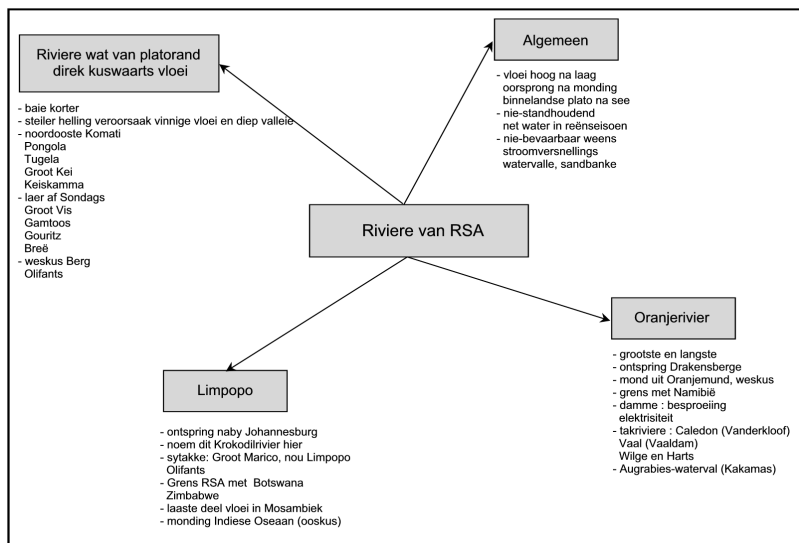 Riviere wat van platorand
direk kuswaarts vloei
- baie korter
- steiler helling veroorsaak vinnige vloei en diep valleie
- noordooste Komati
Pongola
Tugela
Groot Kei
Keiskamma
- laer af Sondags
Groot Vis
Gamtoos
Gouritz
Breë
- weskus Berg
Olifants
Algemeen
- vloei hoog na laag
oorsprong na monding
binnelandse plato na see
- nie-standhoudend
net water in reënseisoen
- nie-bevaarbaar weens
stroomversnellings
watervalle, sandbanke
Riviere van RSA
Limpopo
- ontspring naby Johannesburg
- noem dit Krokodilrivier hier
- sytakke: Groot Marico, nou Limpopo
Olifants
- Grens RSA met Botswana
Zimbabwe
- laaste deel vloei in Mosambiek
- monding Indiese Oseaan (ooskus)
Oranjerivier
- grootste en langste
- ontspring Drakensberge
- mond uit Oranjemund, weskus
- grens met Namibië
- damme : besproeiing
elektrisiteit
- takriviere : Caledon (Vanderkloof)
Vaal (Vaaldam)
Wilge en Harts
- Augrabies-waterval (Kakamas)